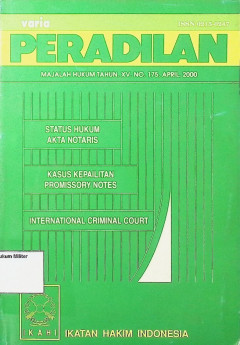 varia
PERADILAN
MAJALAH HUKUM TAHUN XV NO. 175 APRIL 2000
STATUS HUKUM
AKTA NOTARIS
KASUS KEPAILITAN
PROMISSORY NOTES
INTERNATIONAL CRIMINAL COURT
Hukum Militer
I K A H I
IKATAN HAKIM INDONESIA